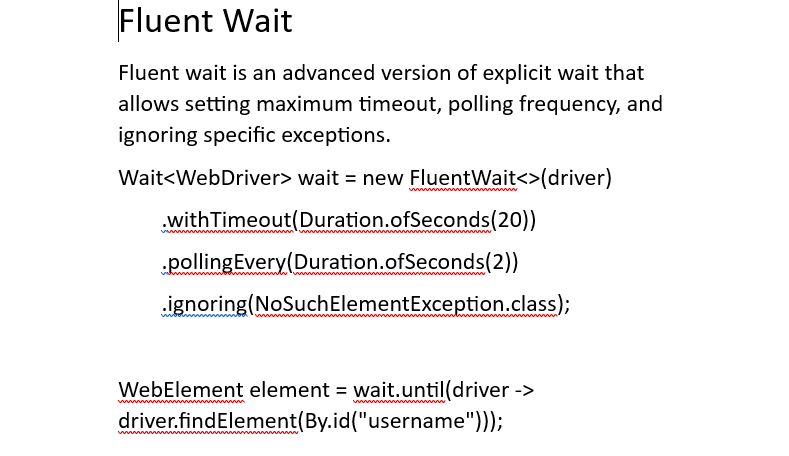 Fluent Wait
Fluent wait is an advanced version of explicit wait that
allows setting maximum timeout, polling frequency, and
ignoring specific exceptions.
Wait<WebDriver> wait = new FluentWait<>(driver)
.withTimeout(Duration.ofSeconds(20))
.pollingEvery(Duration.ofSeconds(2))
.ignoring(NoSuchElementException.class);
WebElement element = wait.until(driver ->
driver.findElement(By.id("username")));